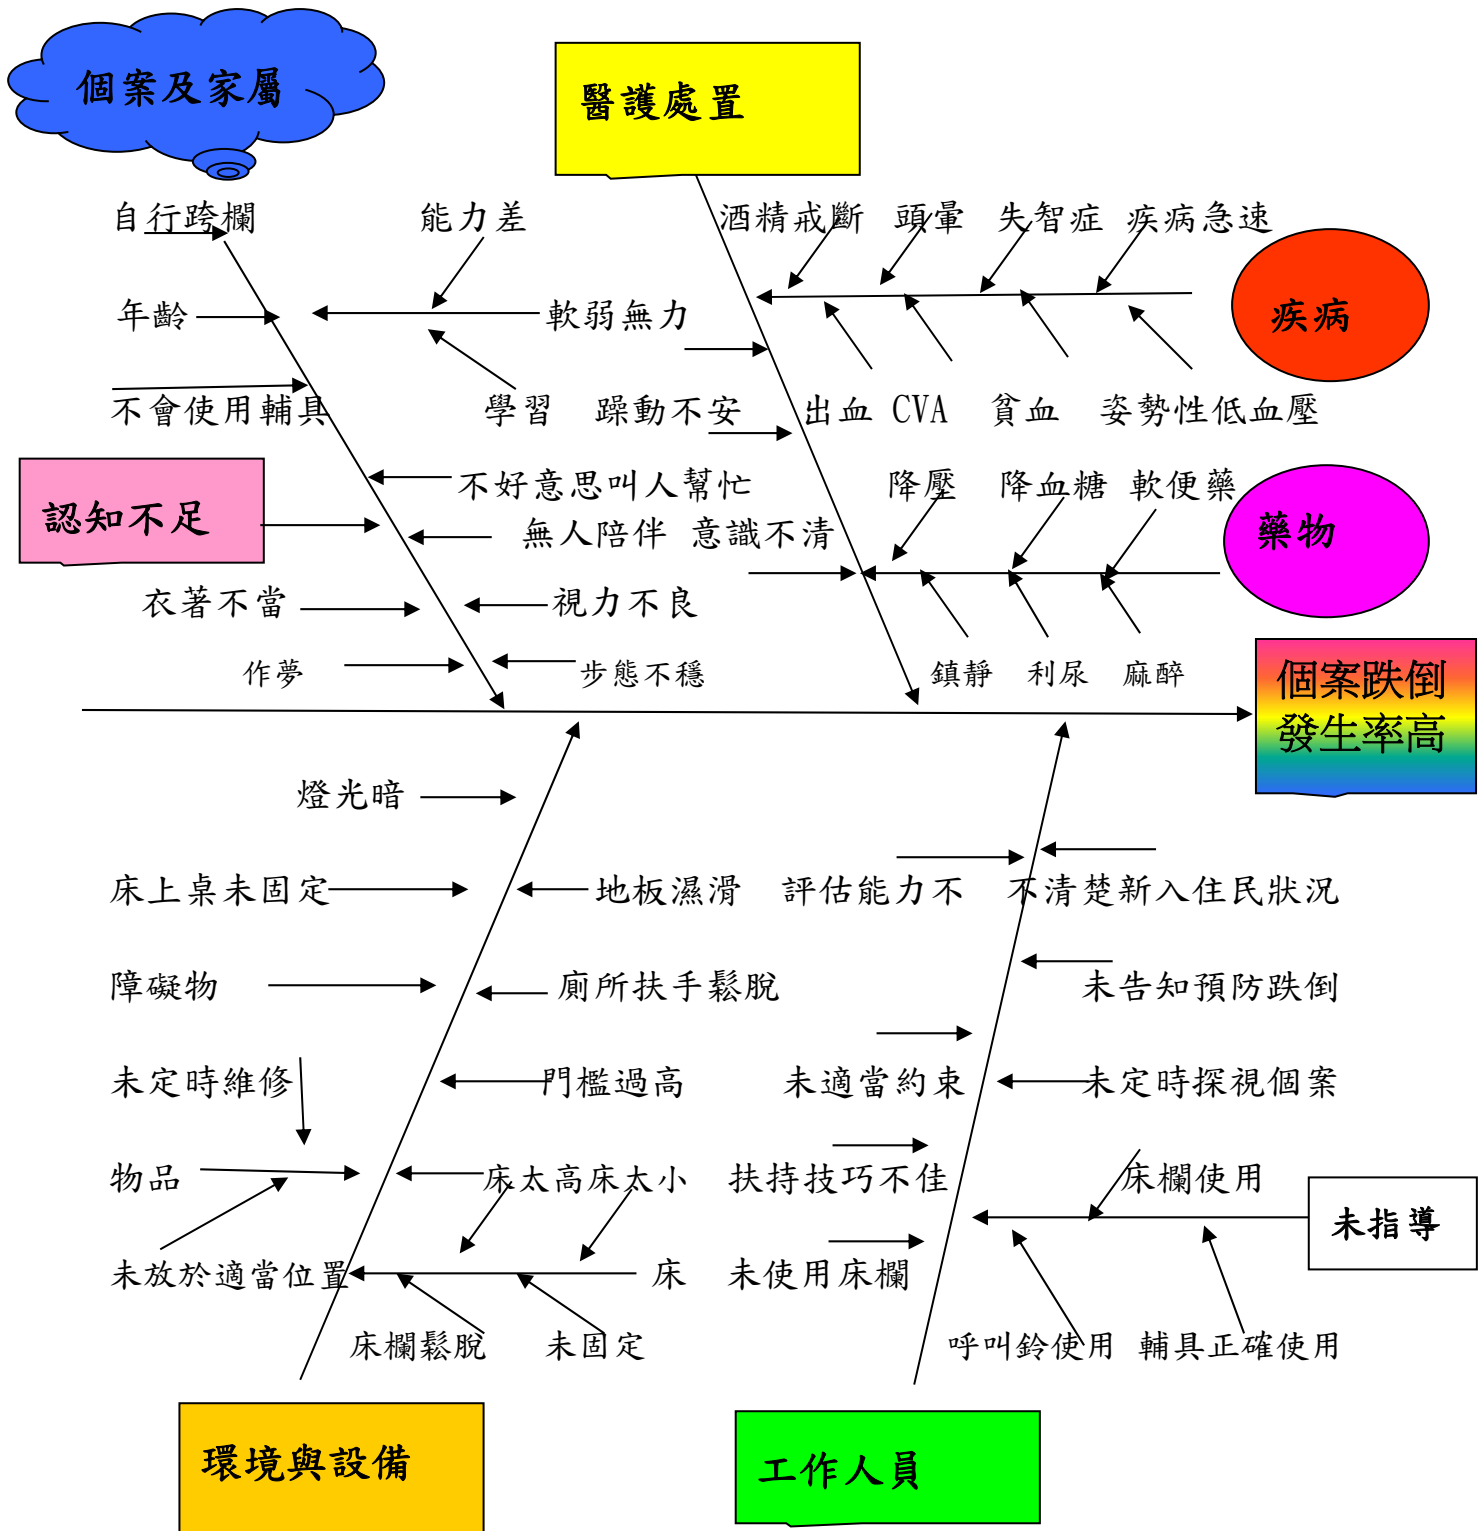 個案及家屬
醫護處置
自行跨欄
能力差
酒精戒斷
頭暈
失智症
疾病急速
年齡
軟弱無力
疾病
不會使用輔具
學習
躁動不安
出血
CVA
貧血
姿勢性低血壓
不好意思叫人幫忙
降壓
降血糖
軟便藥
認知不足
無人陪伴
意識不清
藥物
衣著不當
視力不良
作夢
步態不穩
鎮靜
利尿
麻醉
個案跌倒
發生率高
燈光暗
床上桌未固定
地板濕滑
評估能力不
不清楚新入住民狀況
障礙物
廁所扶手鬆脫
未告知預防跌倒
未定時維修
門檻過高
未適當約束
未定時探視個案
物品
床太高床太小
扶持技巧不佳
床欄使用
未指導
未放於適當位置
床
未使用床欄
床欄鬆脫
未固定
呼叫鈴使用
輔具正確使用
環境與設備
工作人員